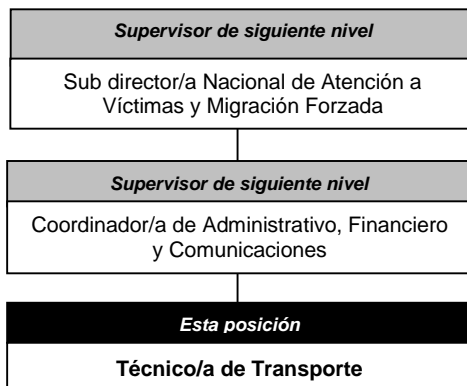 Supervisor de siguiente nivel
Sub director/a Nacional de Atención a
Víctimas y Migración Forzada
Supervisor de siguiente nivel
Coordinador/a de Administrativo, Financiero
y Comunicaciones
Esta posición
Técnico/a de Transporte